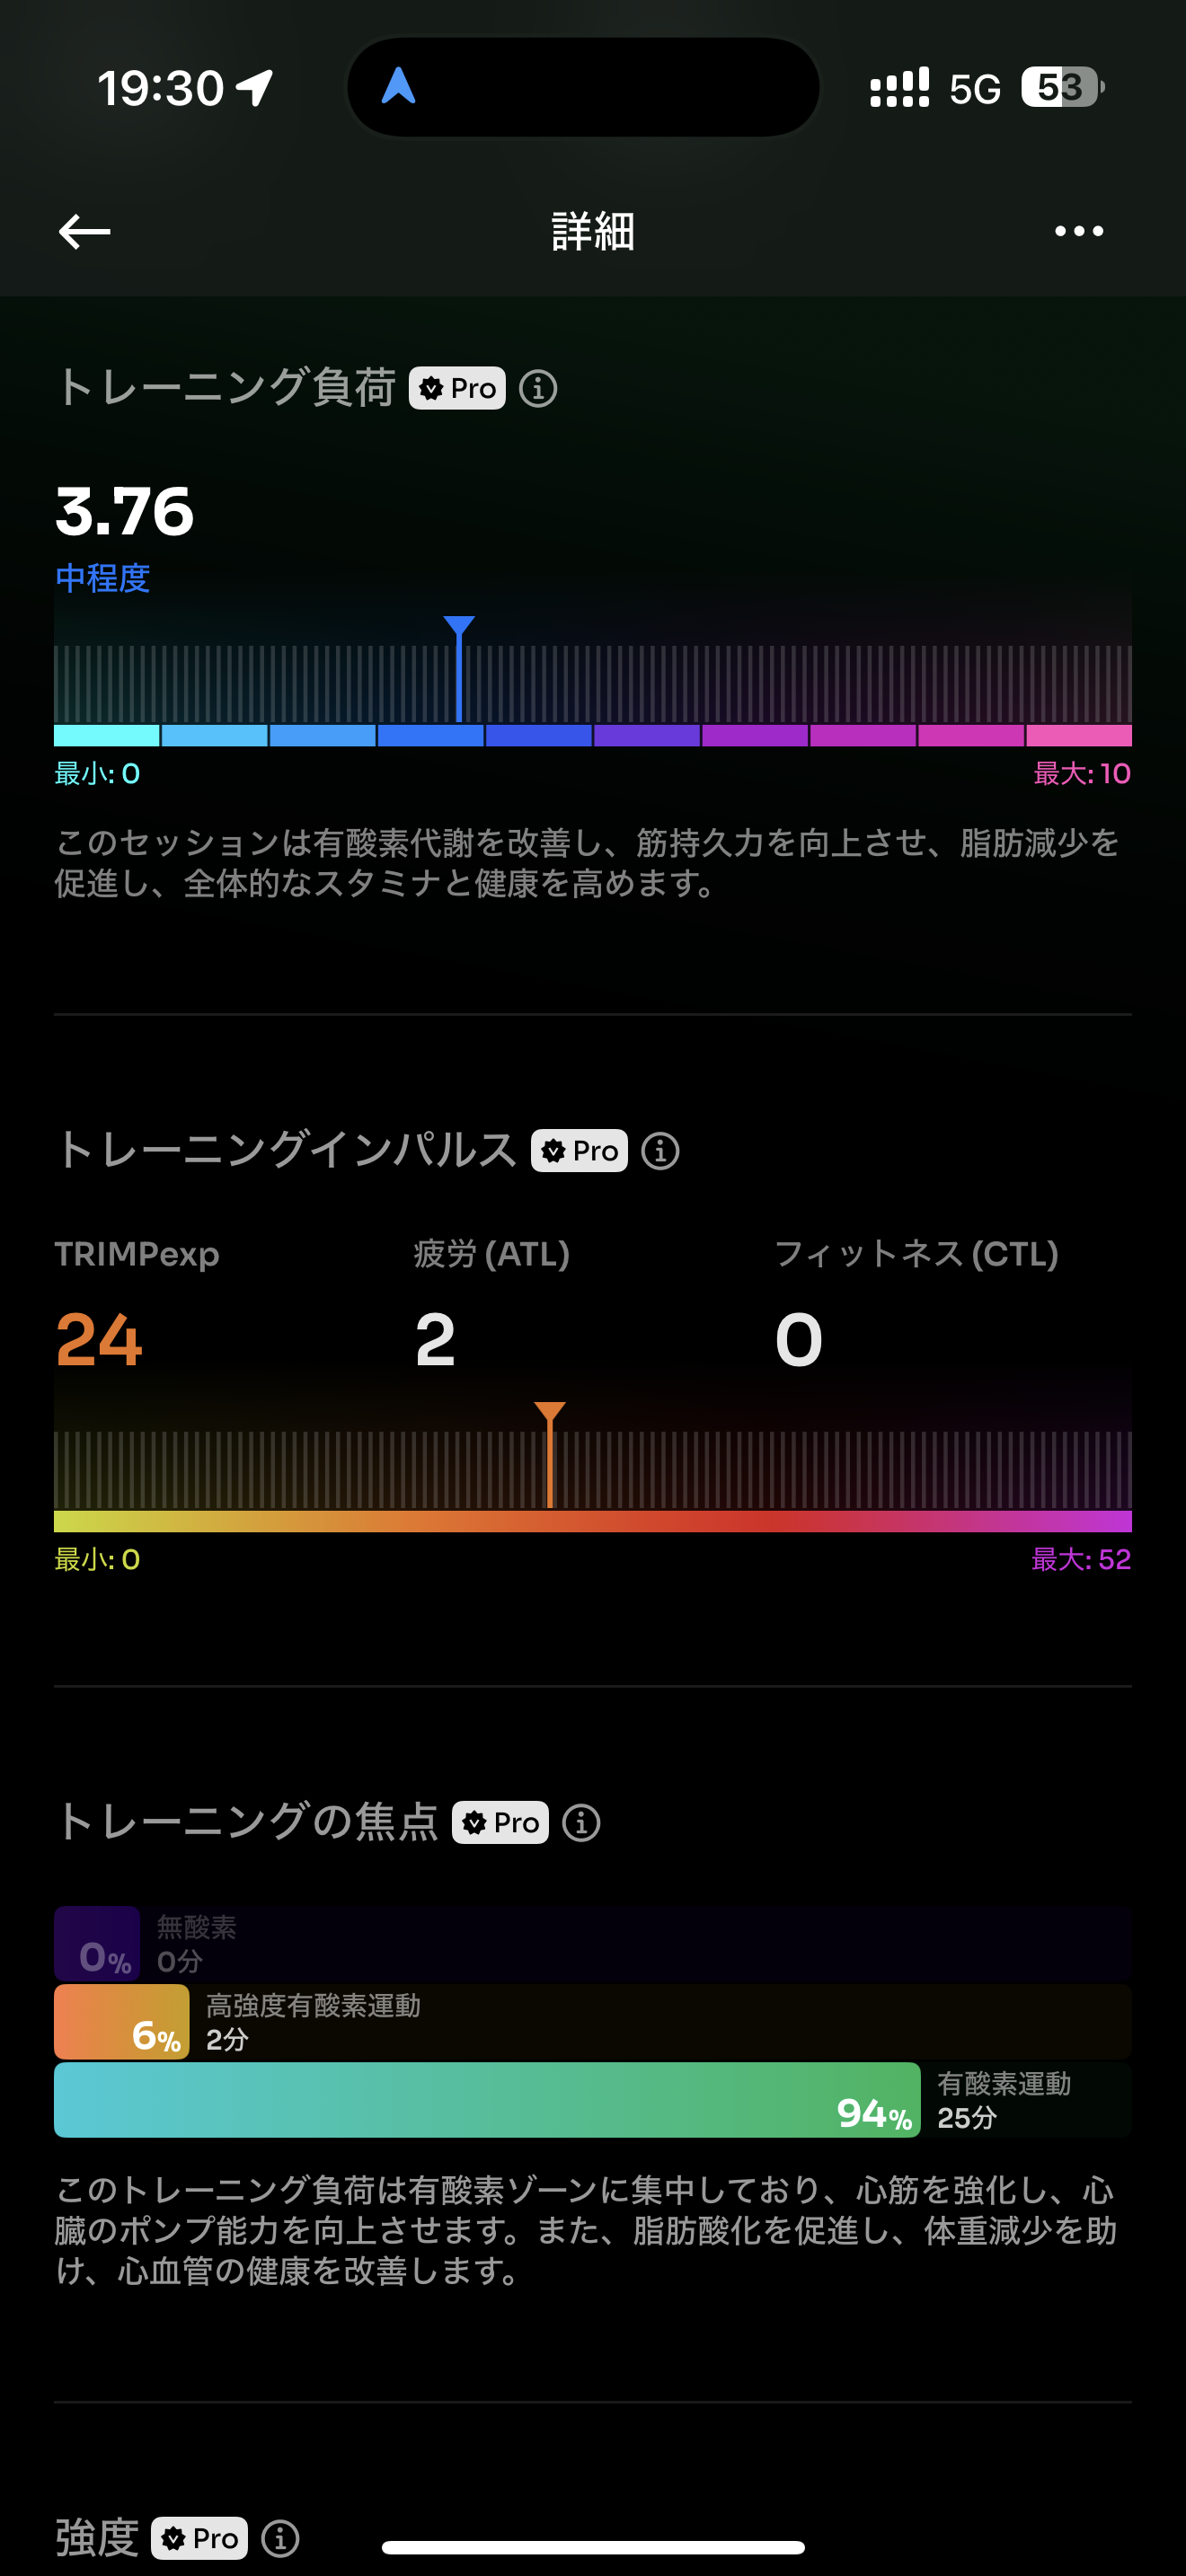 19:30
5G
53
詳細
トレーニング負荷 Pro
3.76
中程度
最小: 0
最大: 10
このセッションは有酸素代謝を改善し、筋持久力を向上させ、脂肪減少を
促進し、全体的なスタミナと健康を高めます。
トレーニングインパルス Pro
TRIMPexp
疲労 (ATL)
フィットネス (CTL)
24
2
0
最小: 0
最大: 52
トレーニングの焦点 Pro
0%
無酸素
0分
6%
高強度有酸素運動
2分
94%
有酸素運動
25分
このトレーニング負荷は有酸素ゾーンに集中しており、心筋を強化し、心
臓のポンプ能力を向上させます。また、脂肪酸化を促進し、体重減少を助
け、心血管の健康を改善します。
強度 Pro